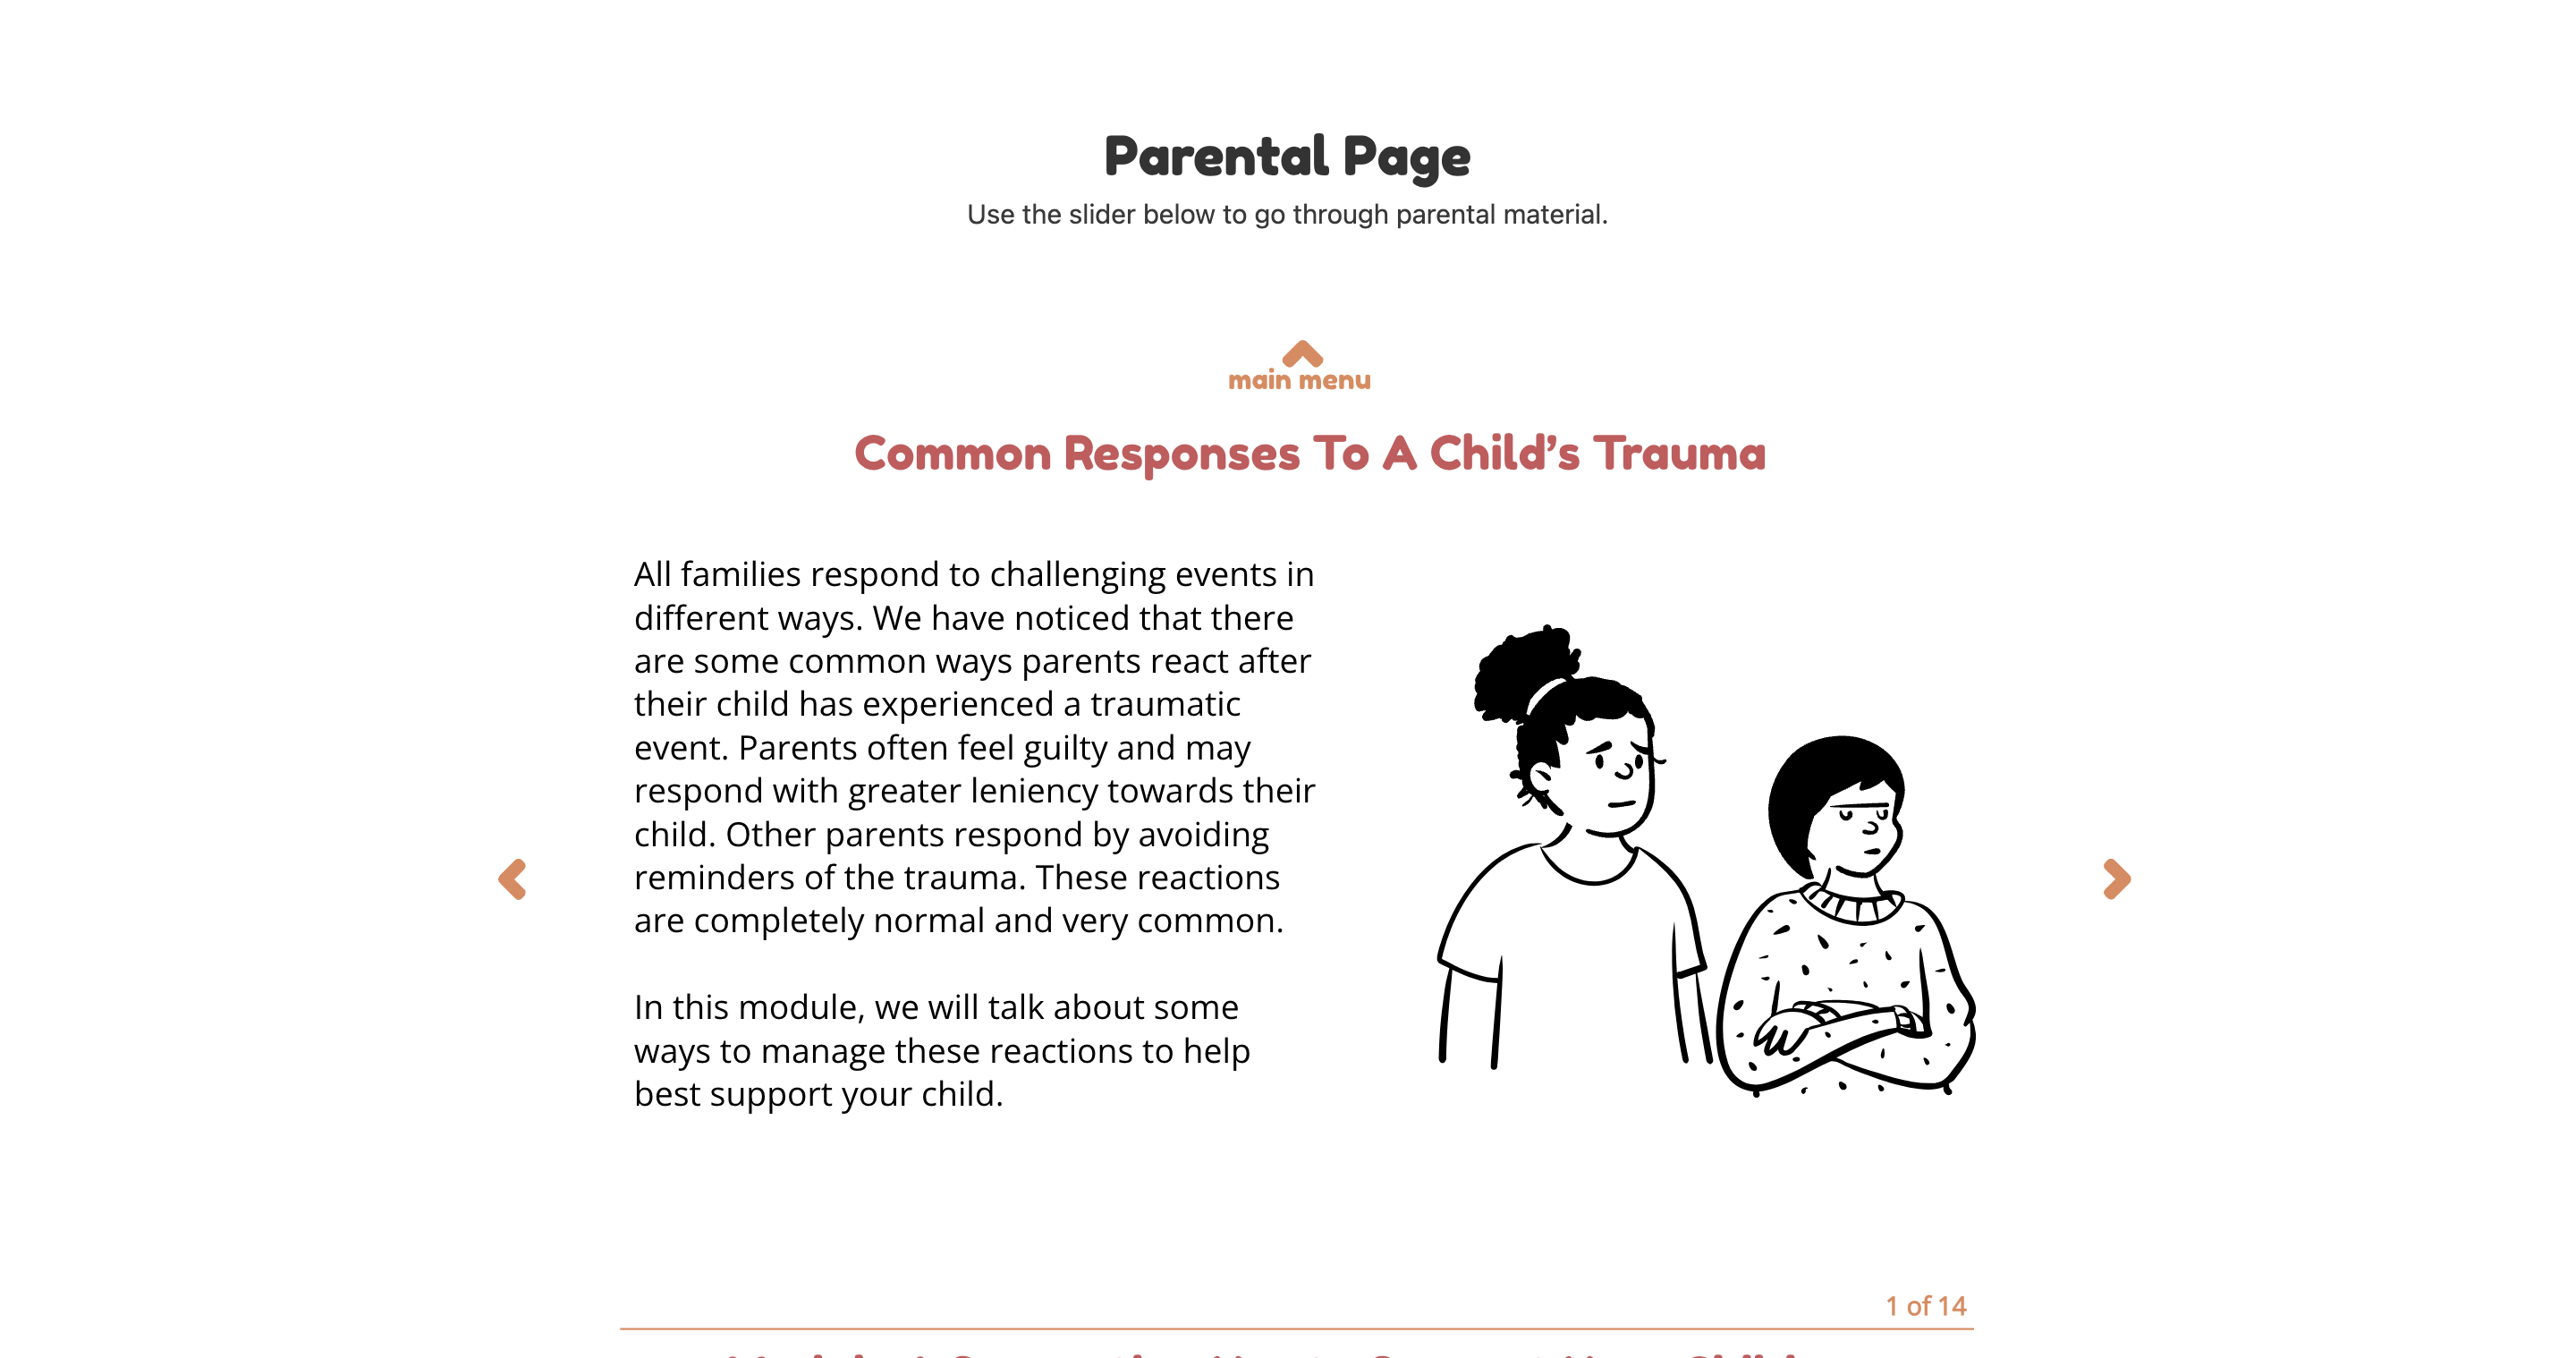 Parental Page
Use the slider below to go through parental material.
main menu
Common Responses To A Child’s Trauma
All families respond to challenging events in
different ways. We have noticed that there
are some common ways parents react after
their child has experienced a traumatic
event. Parents often feel guilty and may
respond with greater leniency towards their
child. Other parents respond by avoiding
reminders of the trauma. These reactions
are completely normal and very common.
In this module, we will talk about some
ways to manage these reactions to help
best support your child.
1 of 14